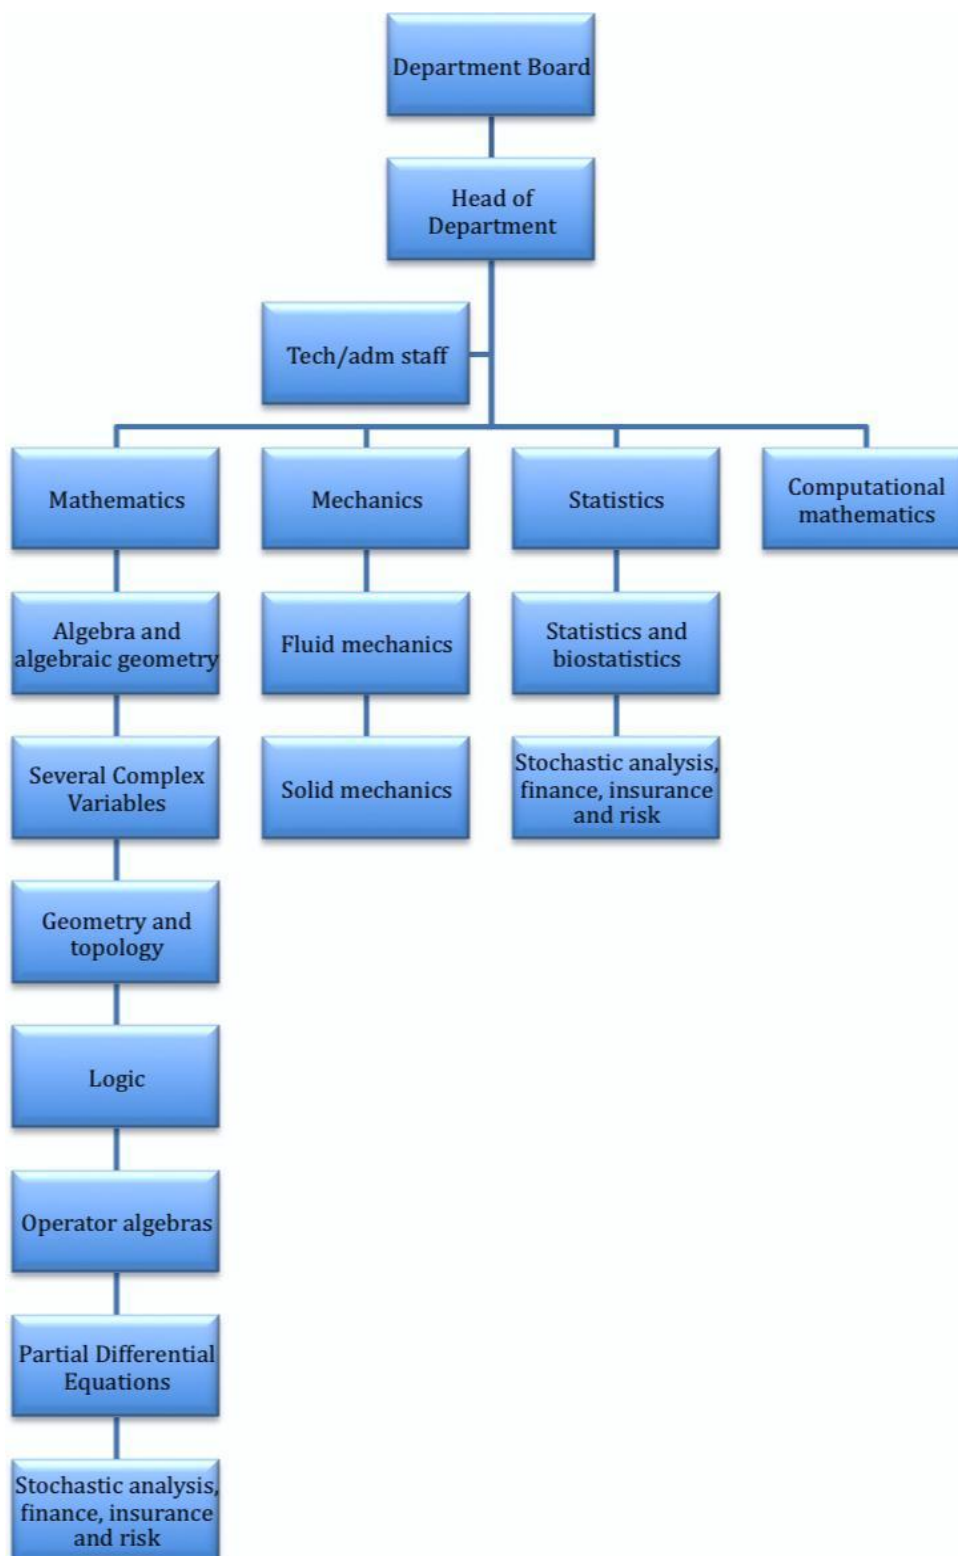 Department Board
Head of
Department
Tech/adm staff
Mathematics
Mechanics
Statistics
Computational
mathematics
Algebra and
algebraic geometry
Fluid mechanics
Statistics and
biostatistics
Several Complex
Variables
Solid mechanics
Stochastic analysis,
finance, insurance
and risk
Geometry and
topology
Logic
Operator algebras
Partial Differential
Equations
Stochastic analysis,
finance, insurance
and risk